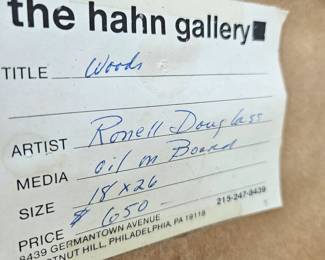 the hahn gallery
TITLE Woods
ARTIST Ronell Douglass
MEDIA oil on Board
SIZE 18 x 26
PRICE $ 650
8439 GERMANTOWN AVENUE 215-247-8439
CHESTNUT HILL, PHILADELPHIA, PA 19118